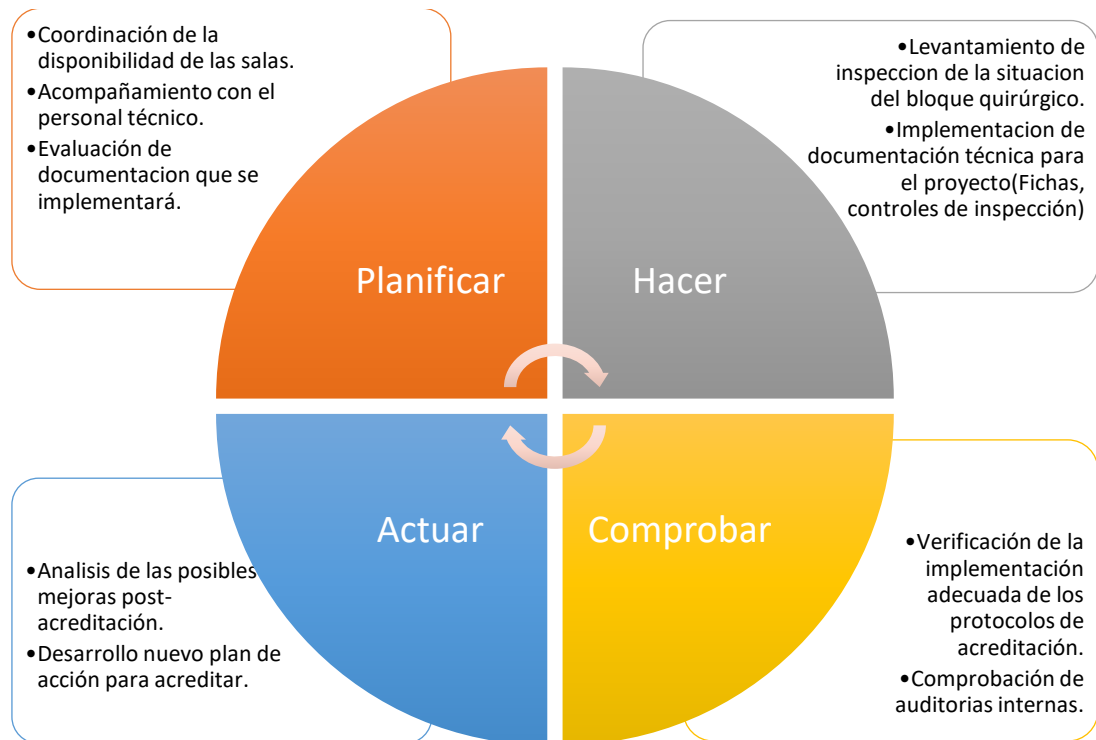 •Coordinación de la
disponibilidad de las salas.
•Acompañamiento con el
personal técnico.
•Evaluación de
documentacion que se
implementará.
•Levantamiento de
inspeccion de la situacion
del bloque quirúrgico.
•Implementacion de
documentación técnica para
el proyecto(Fichas,
controles de inspección)
Planificar
Hacer
Actuar
Comprobar
•Analisis de las posibles
mejoras post-
acreditación.
•Desarrollo nuevo plan de
acción para acreditar.
•Verificación de la
implementación
adecuada de los
protocolos de
acreditación.
•Comprobación de
auditorias internas.